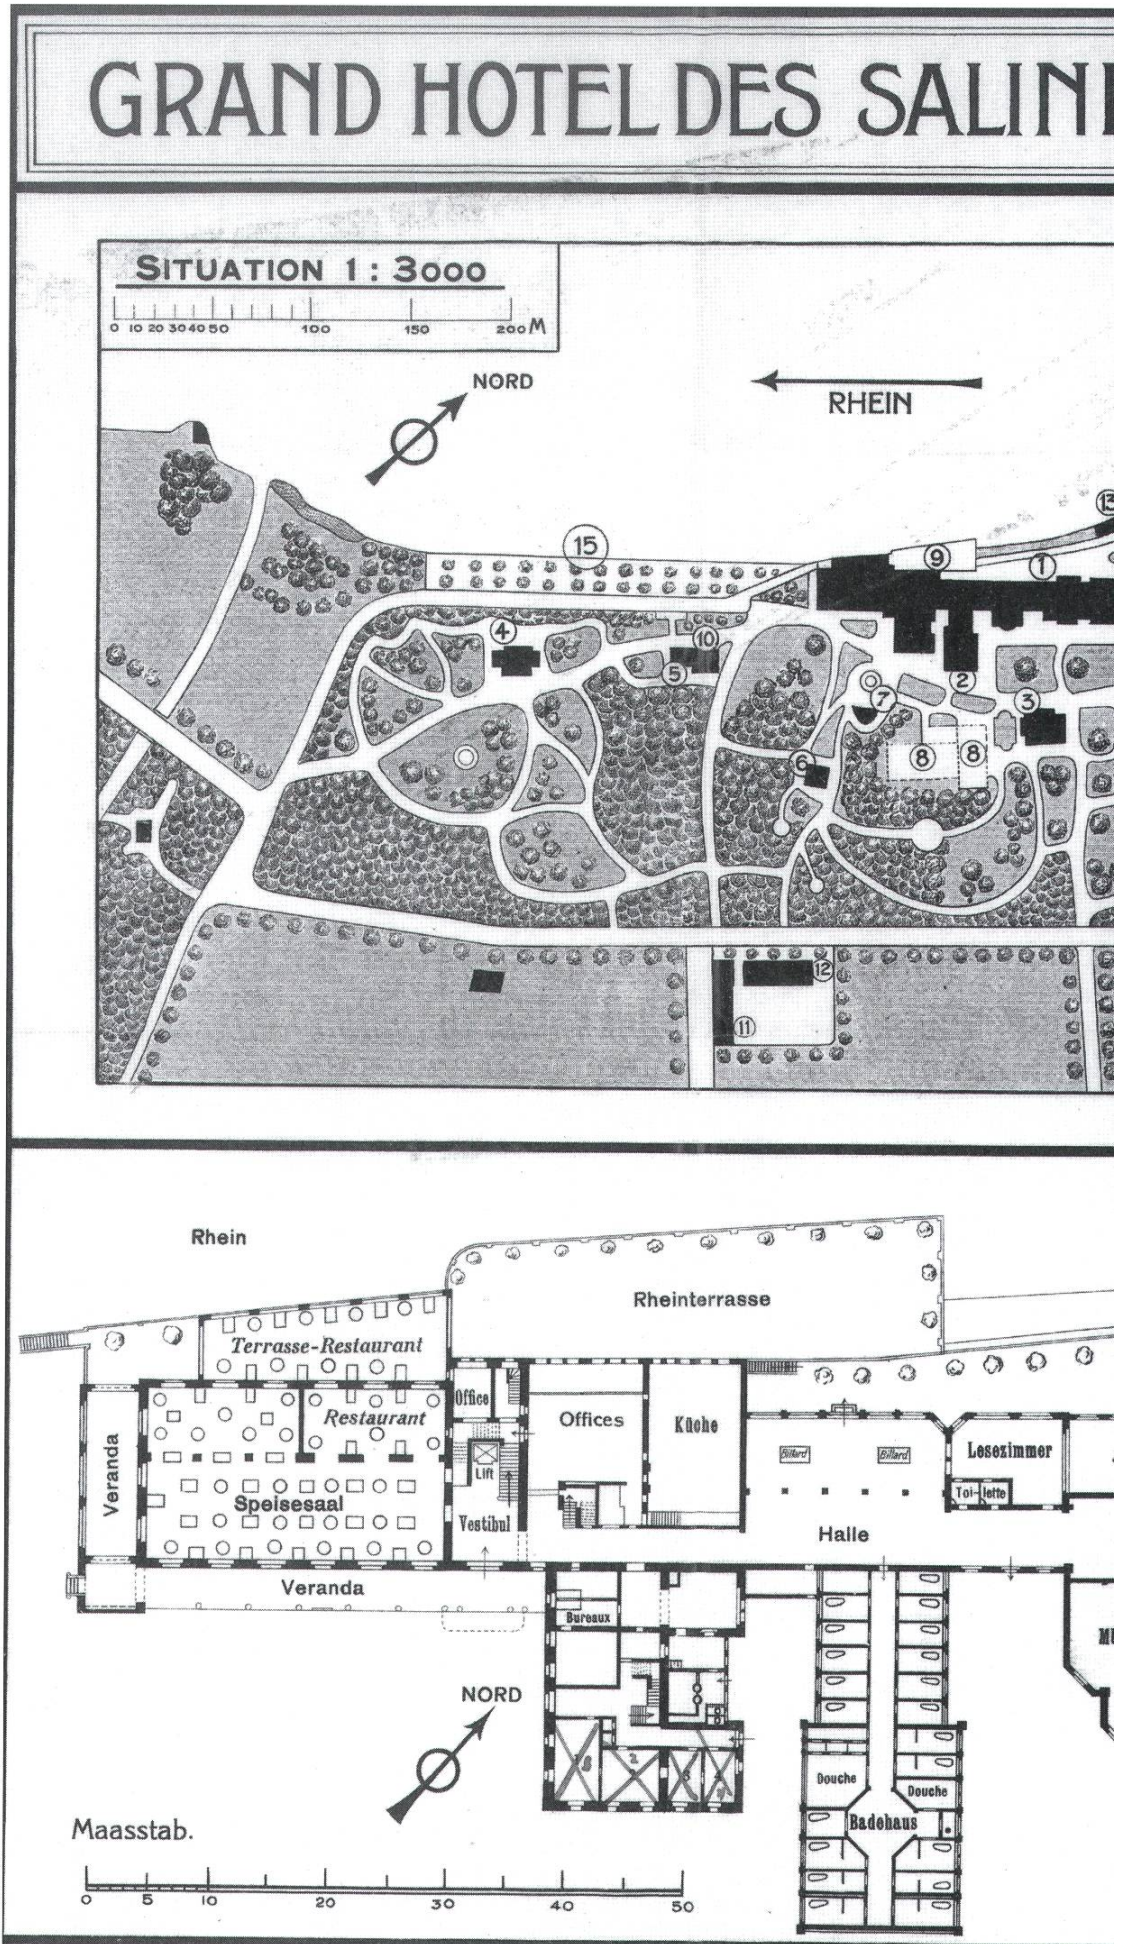 GRAND HOTEL DES SALIN
SITUATION 1 : 3000
0 10 20 30 40 50 100 150 200 M
NORD
RHEIN
13
15
9
1
4
10
5
2
7
3
6
8
8
12
11
Rhein
Rheinterrasse
Terrasse-Restaurant
Office
Restaurant
Offices
Küche
Billard
Billard
Lesezimmer
Veranda
Lift
Toi-lette
Speisesaal
Vestibul
Halle
Veranda
Bureaux
NORD
2
Douche
Douche
Badehaus
Maasstab.
0 5 10 20 30 40 50